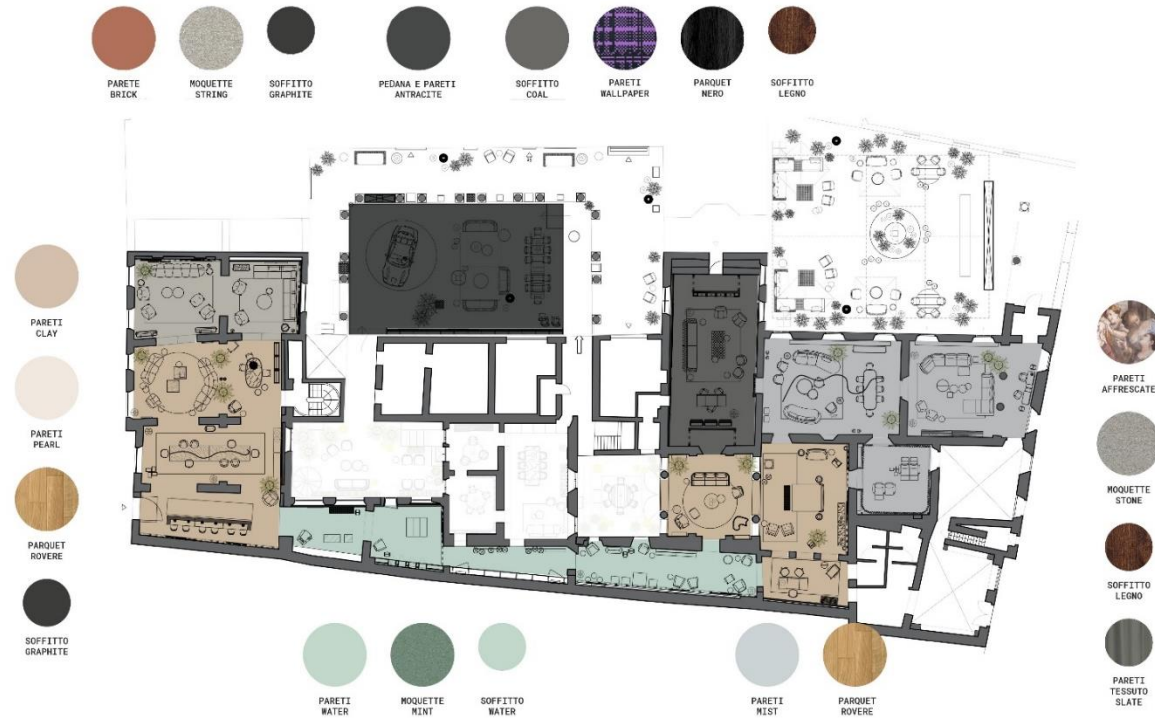 PARETE
BRICK
MOQUETTE
STRING
SOFFITTO
GRAPHITE
PEDANA E PARETI
ANTRACITE
SOFFITTO
COAL
PARETI
WALLPAPER
PARQUET
NERO
SOFFITTO
LEGNO
PARETI
CLAY
PARETI
PEARL
PARQUET
ROVERE
SOFFITTO
GRAPHITE
PARETI
AFFRESCATE
MOQUETTE
STONE
SOFFITTO
LEGNO
PARETI
TESSUTO
SLATE
PARETI
WATER
MOQUETTE
MINT
SOFFITTO
WATER
PARETI
MIST
PARQUET
ROVERE